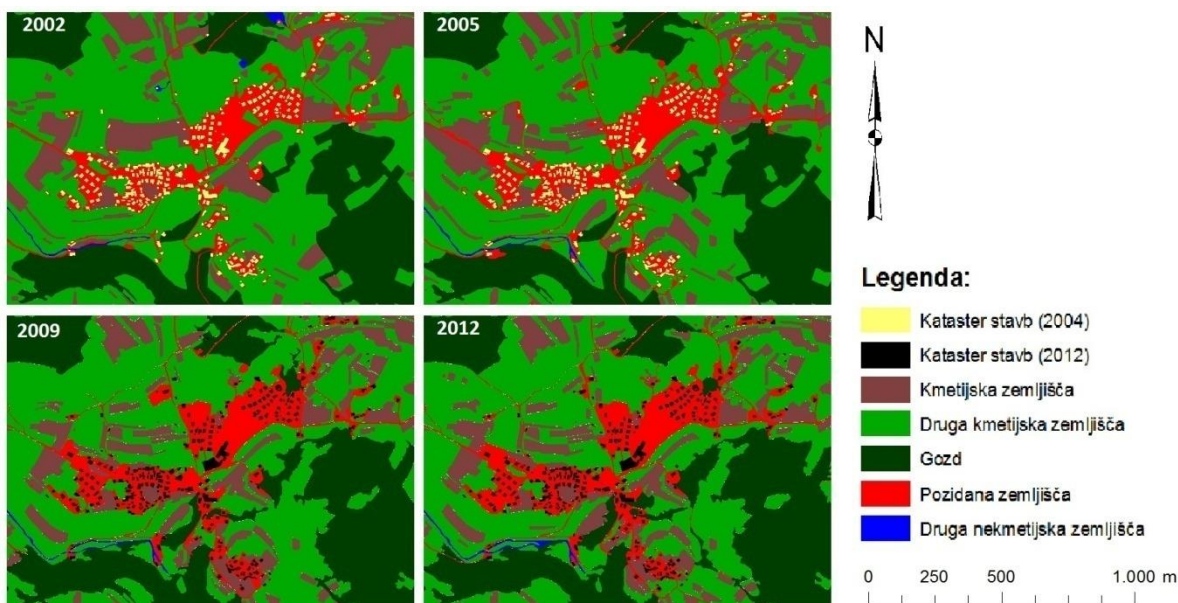 2002
2005
N
Legenda:
Kataster stavb (2004)
Kataster stavb (2012)
Kmetijska zemljišča
Druga kmetijska zemljišča
Gozd
Pozidana zemljišča
Druga nekmetijska zemljišča
2009
2012
0 250 500 1.000 m